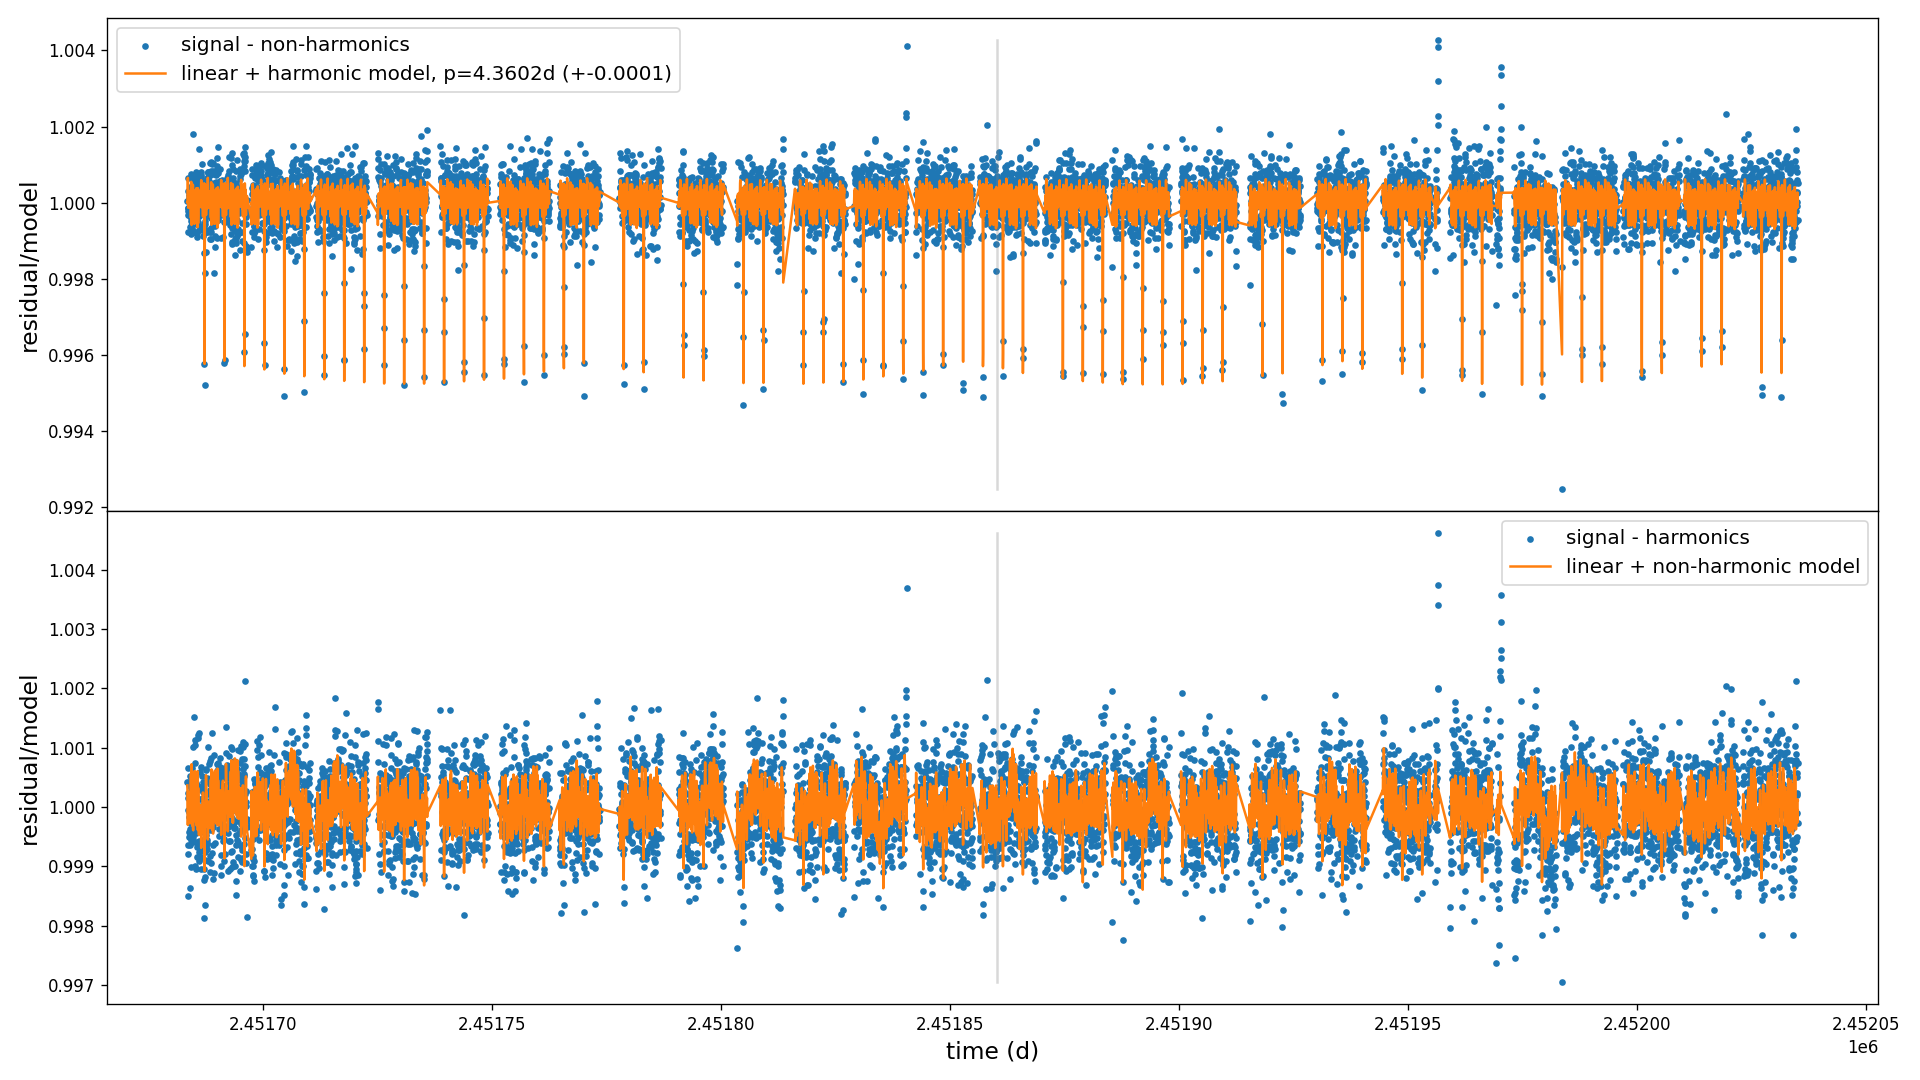 signal - non-harmonics
linear + harmonic model, p=4.3602d (+-0.0001)
1.004
1.002
1.000
0.998
0.996
0.994
0.992
residual/model
signal - harmonics
linear + non-harmonic model
1.004
1.003
1.002
1.001
1.000
0.999
0.998
0.997
residual/model
2.45170
2.45175
2.45180
2.45185
2.45190
2.45195
2.45200
2.45205
1e6
time (d)